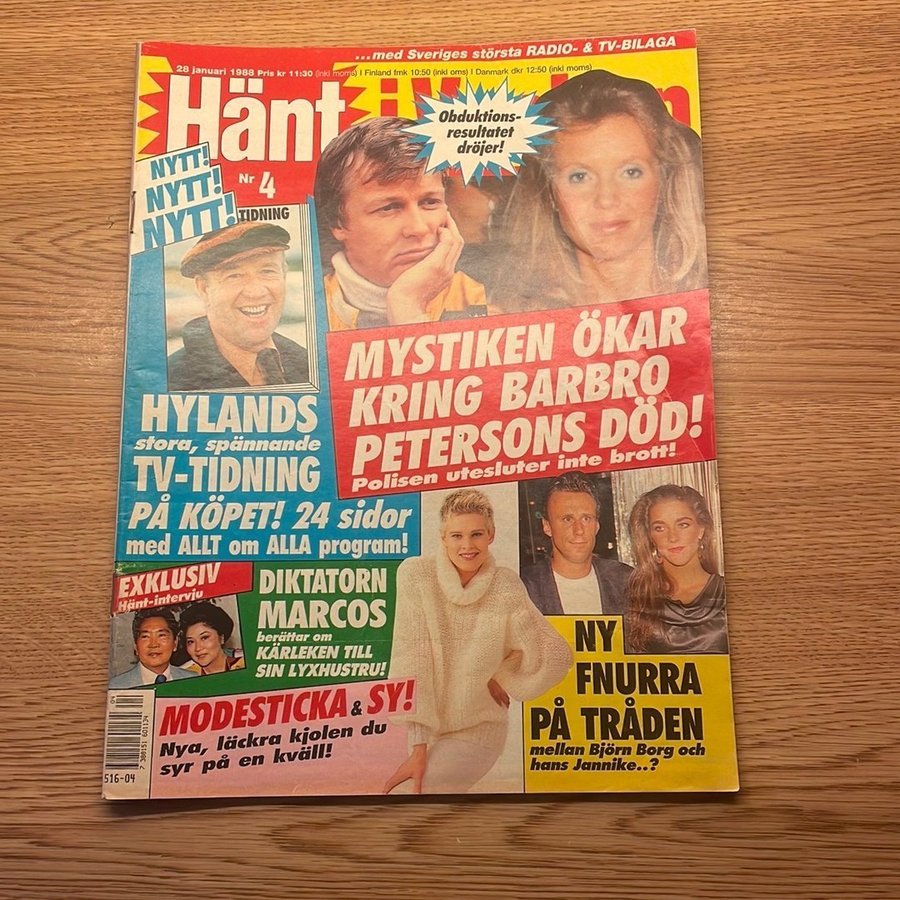 ...med Sveriges största RADIO- & TV-BILAGA
28 januari 1988 Pris kr 11:30 (inkl moms) | Finland fmk 10:50 (inkl oms) | Danmark dkr 12:50 (inkl moms)
Hänt
Nr 4
Obduktions-
resultatet
dröjer!
NYTT!
NYTT!
NYTT!
TIDNING
HYLANDS
stora, spännande
TV-TIDNING
PÅ KÖPET! 24 sidor
med ALLT om ALLA program!
MYSTIKEN ÖKAR
KRING BARBRO
PETERSONS DÖD!
Polisen utesluter inte brott!
EXKLUSIV
Hänt-intervju
DIKTATORN
MARCOS
berättar om
KÄRLEKEN TILL
SIN LYXHUSTRU!
MODESTICKA & SY!
Nya, läckra kjolen du
syr på en kväll!
NY
FNURRA
PÅ TRÅDEN
mellan Björn Borg och
hans Jannike..?
7 388151 601134
516-04